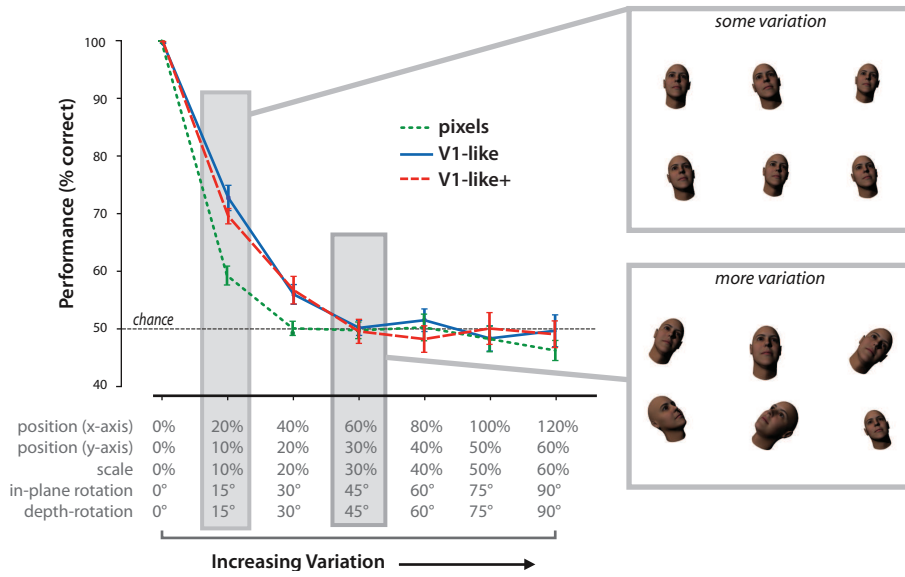 some variation
100
90
80
70
60
50
40
Performance (% correct)
pixels
V1-like
V1-like+
chance
more variation
position (x-axis) 0% 20% 40% 60% 80% 100% 120%
position (y-axis) 0% 10% 20% 30% 40% 50% 60%
scale 0% 10% 20% 30% 40% 50% 60%
in-plane rotation 0° 15° 30° 45° 60° 75° 90°
depth-rotation 0° 15° 30° 45° 60° 75° 90°
Increasing Variation